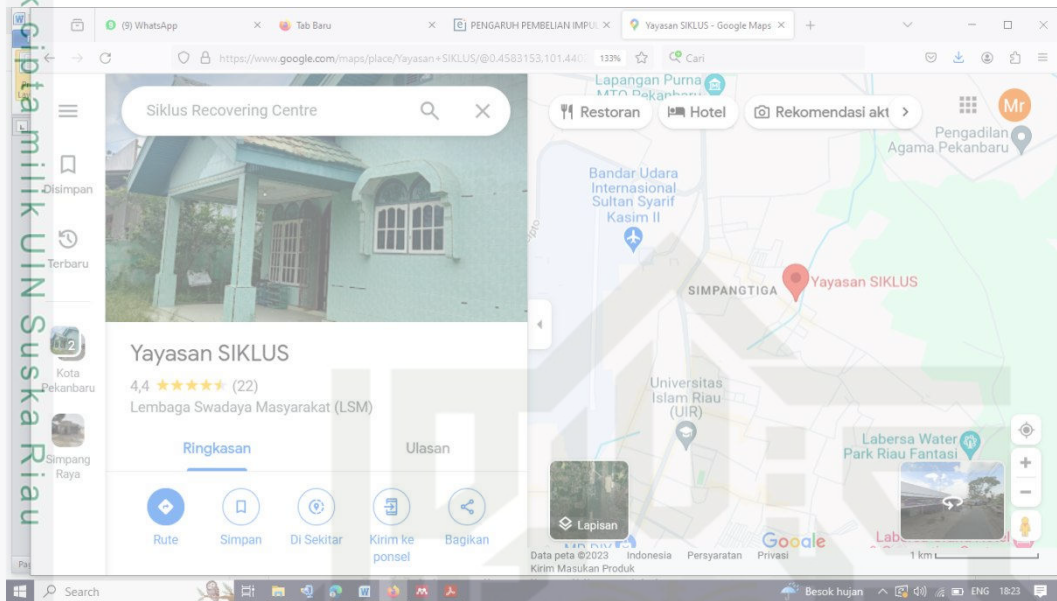 (9) WhatsApp
Tab Baru
PENGARUH PEMBELIAN IMPUL
Yayasan SIKLUS - Google Maps
https://www.google.com/maps/place/Yayasan+SIKLUS/@0.4583153,101.440
133%
Cari
cipta milik UIN Suska Riau
Siklus Recovering Centre
Disimpan
Terbaru
2
Kota
Pekanbaru
Simpang
Raya
Yayasan SIKLUS
4,4 (22)
Lembaga Swadaya Masyarakat (LSM)
Ringkasan
Ulasan
Rute
Simpan
Di Sekitar
Kirim ke
ponsel
Bagikan
Restoran
Hotel
Rekomendasi akt
Mr
Lapangan Purna
MTQ Pekanbaru
Pengadilan
Agama Pekanbaru
Bandar Udara
Internasional
Sultan Syarif
Kasim II
SIMPANGTIGA
Yayasan SIKLUS
Universitas
Islam Riau
(UIR)
Labersa Water
Park Riau Fantasi
Lapisan
Google
Data peta ©2023 Indonesia Persyaratan Privasi 1 km
Kirim Masukan Produk
Search
Besok hujan
ENG
18:23